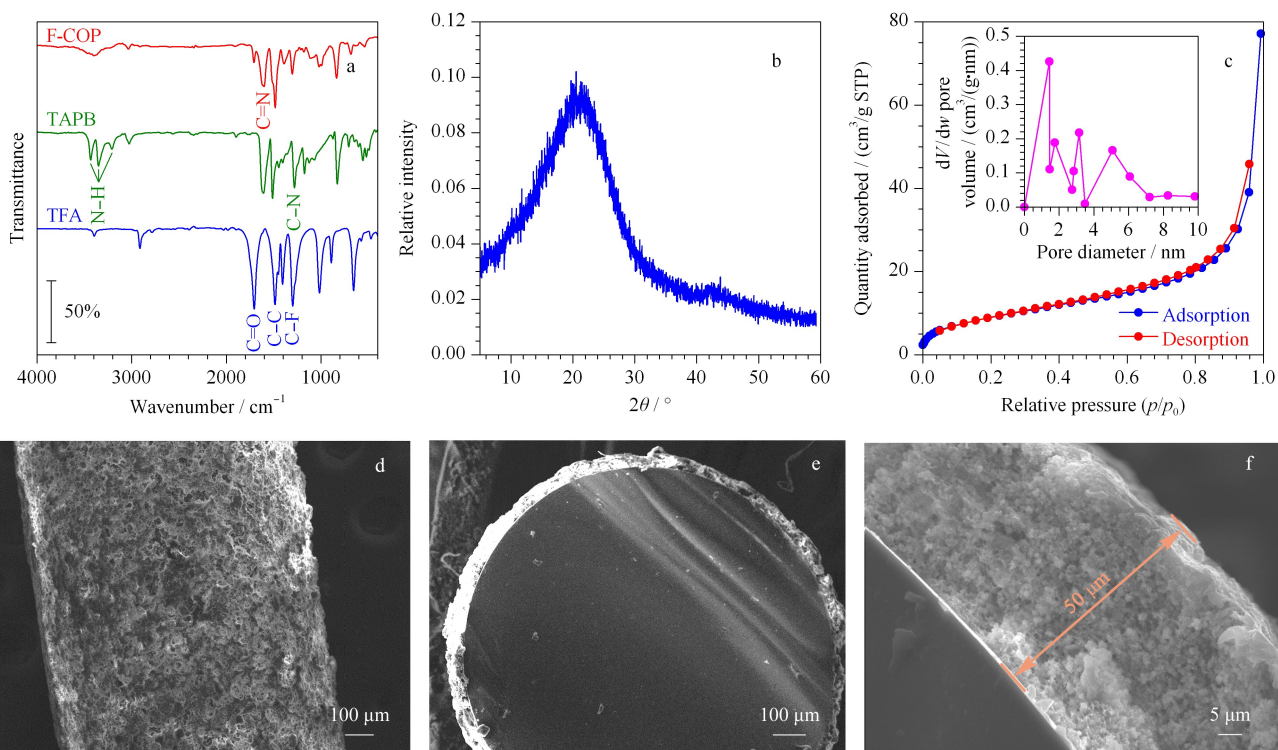 F-COP
a
C=N
TAPB
N–H
C–N
TFA
50%
C=O
C–C
C–F
Transmittance
4000 3000 2000 1000
Wavenumber / cm⁻¹
b
Relative intensity
0.12
0.10
0.08
0.06
0.04
0.02
0.00
10 20 30 40 50 60
2θ / °
c
Quantity adsorbed / (cm³/g STP)
80
60
40
20
0
0.0 0.2 0.4 0.6 0.8 1.0
Relative pressure (p/p₀)
dV/dw pore
volume / (cm³/(g·nm))
0.5
0.4
0.3
0.2
0.1
0.0
0 2 4 6 8 10
Pore diameter / nm
Adsorption
Desorption
d
100 μm
e
100 μm
f
50 μm
5 μm